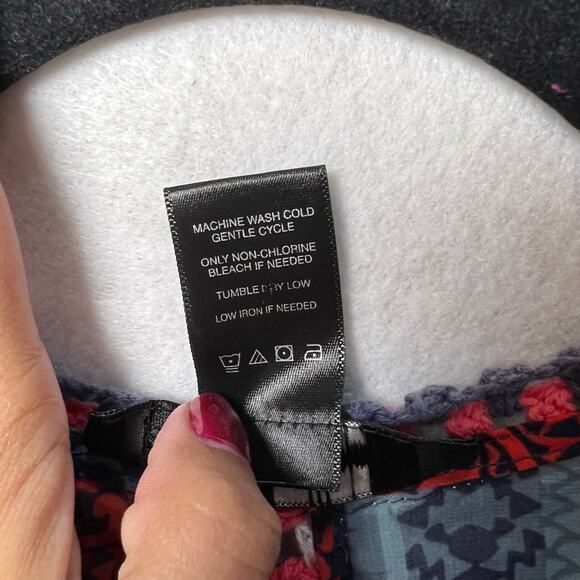 MACHINE WASH COLD
GENTLE CYCLE
ONLY NON-CHLORINE
BLEACH IF NEEDED
TUMBLE DRY LOW
LOW IRON IF NEEDED